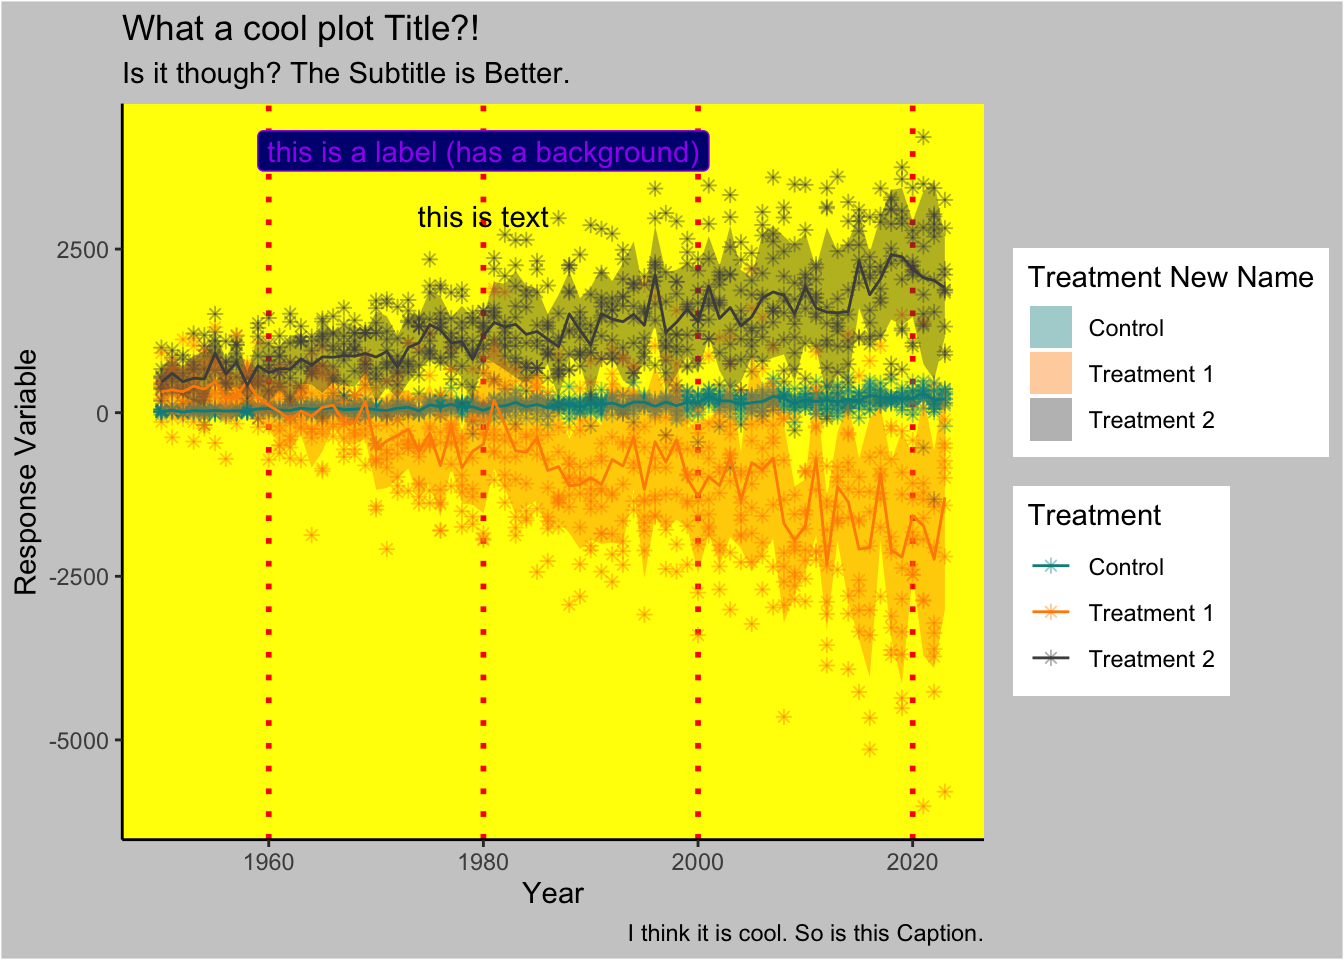 What a cool plot Title?!
Is it though? The Subtitle is Better.
this is a label (has a background)
this is text
Response Variable
2500
0
-2500
-5000
1960
1980
2000
2020
Year
Treatment New Name
Control
Treatment 1
Treatment 2
Treatment
Control
Treatment 1
Treatment 2
I think it is cool. So is this Caption.